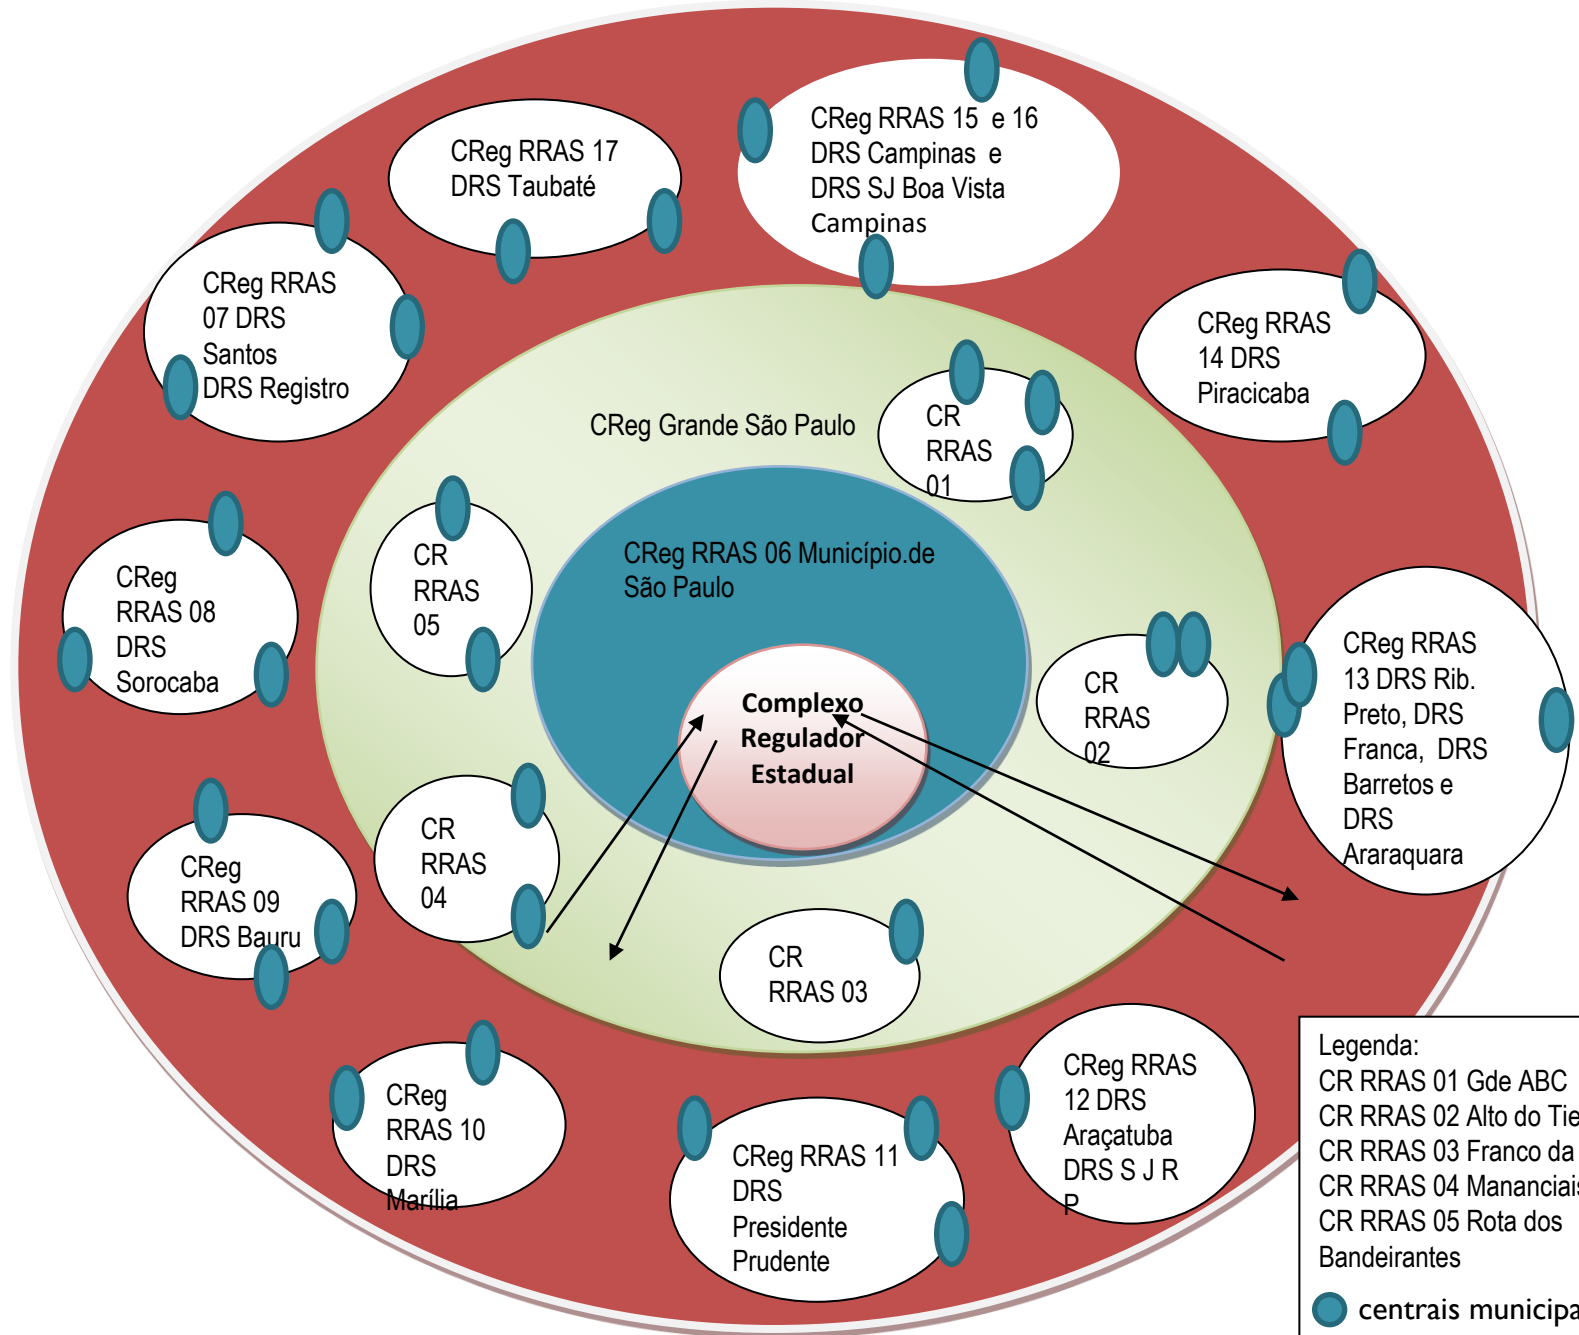 CReg RRAS 15 e 16
DRS Campinas e
DRS SJ Boa Vista
Campinas
CReg RRAS 17
DRS Taubaté
CReg RRAS
07 DRS
Santos
DRS Registro
CReg RRAS
14 DRS
Piracicaba
CReg Grande São Paulo
CR
RRAS
01
CReg RRAS 06 Município.de
São Paulo
CR
RRAS
05
CReg
RRAS 08
DRS
Sorocaba
CReg RRAS
13 DRS Rib.
Preto, DRS
Franca, DRS
Barretos e
DRS
Araraquara
CR
RRAS
02
Complexo
Regulador
Estadual
CR
RRAS
04
CReg
RRAS 09
DRS Bauru
CR
RRAS 03
CReg
RRAS 10
DRS
Marília
CReg RRAS 11
DRS
Presidente
Prudente
CReg RRAS
12 DRS
Araçatuba
DRS S J R
P
Legenda:
CR RRAS 01 Gde ABC
CR RRAS 02 Alto do Tie
CR RRAS 03 Franco da
CR RRAS 04 Mananciais
CR RRAS 05 Rota dos
Bandeirantes
centrais municipa